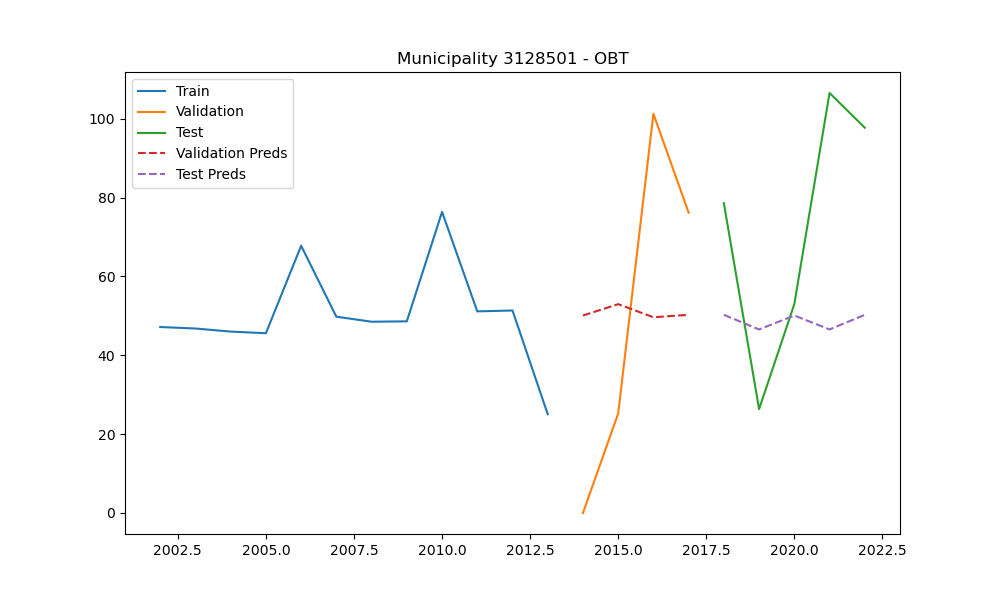 Municipality 3128501 - OBT
Train
Validation
Test
Validation Preds
Test Preds
100
80
60
40
20
0
2002.5 2005.0 2007.5 2010.0 2012.5 2015.0 2017.5 2020.0 2022.5